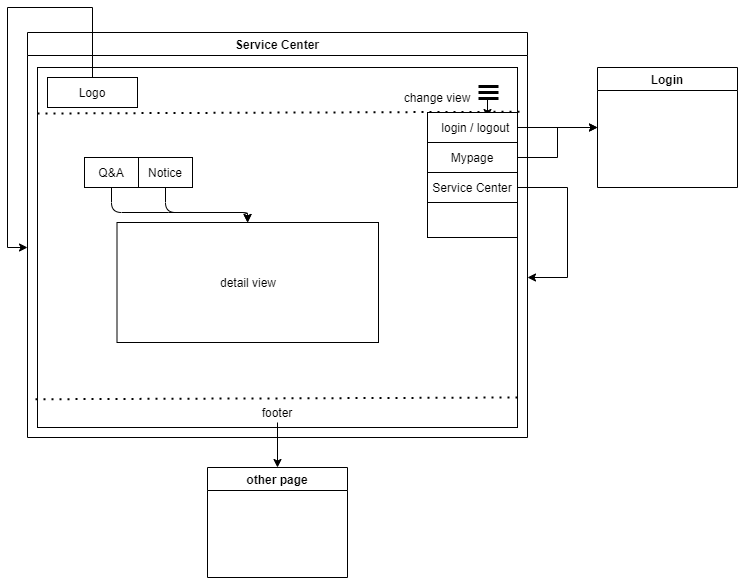 Service Center
Logo
change view
login / logout
Mypage
Service Center
Login
Q&A
Notice
detail view
footer
other page